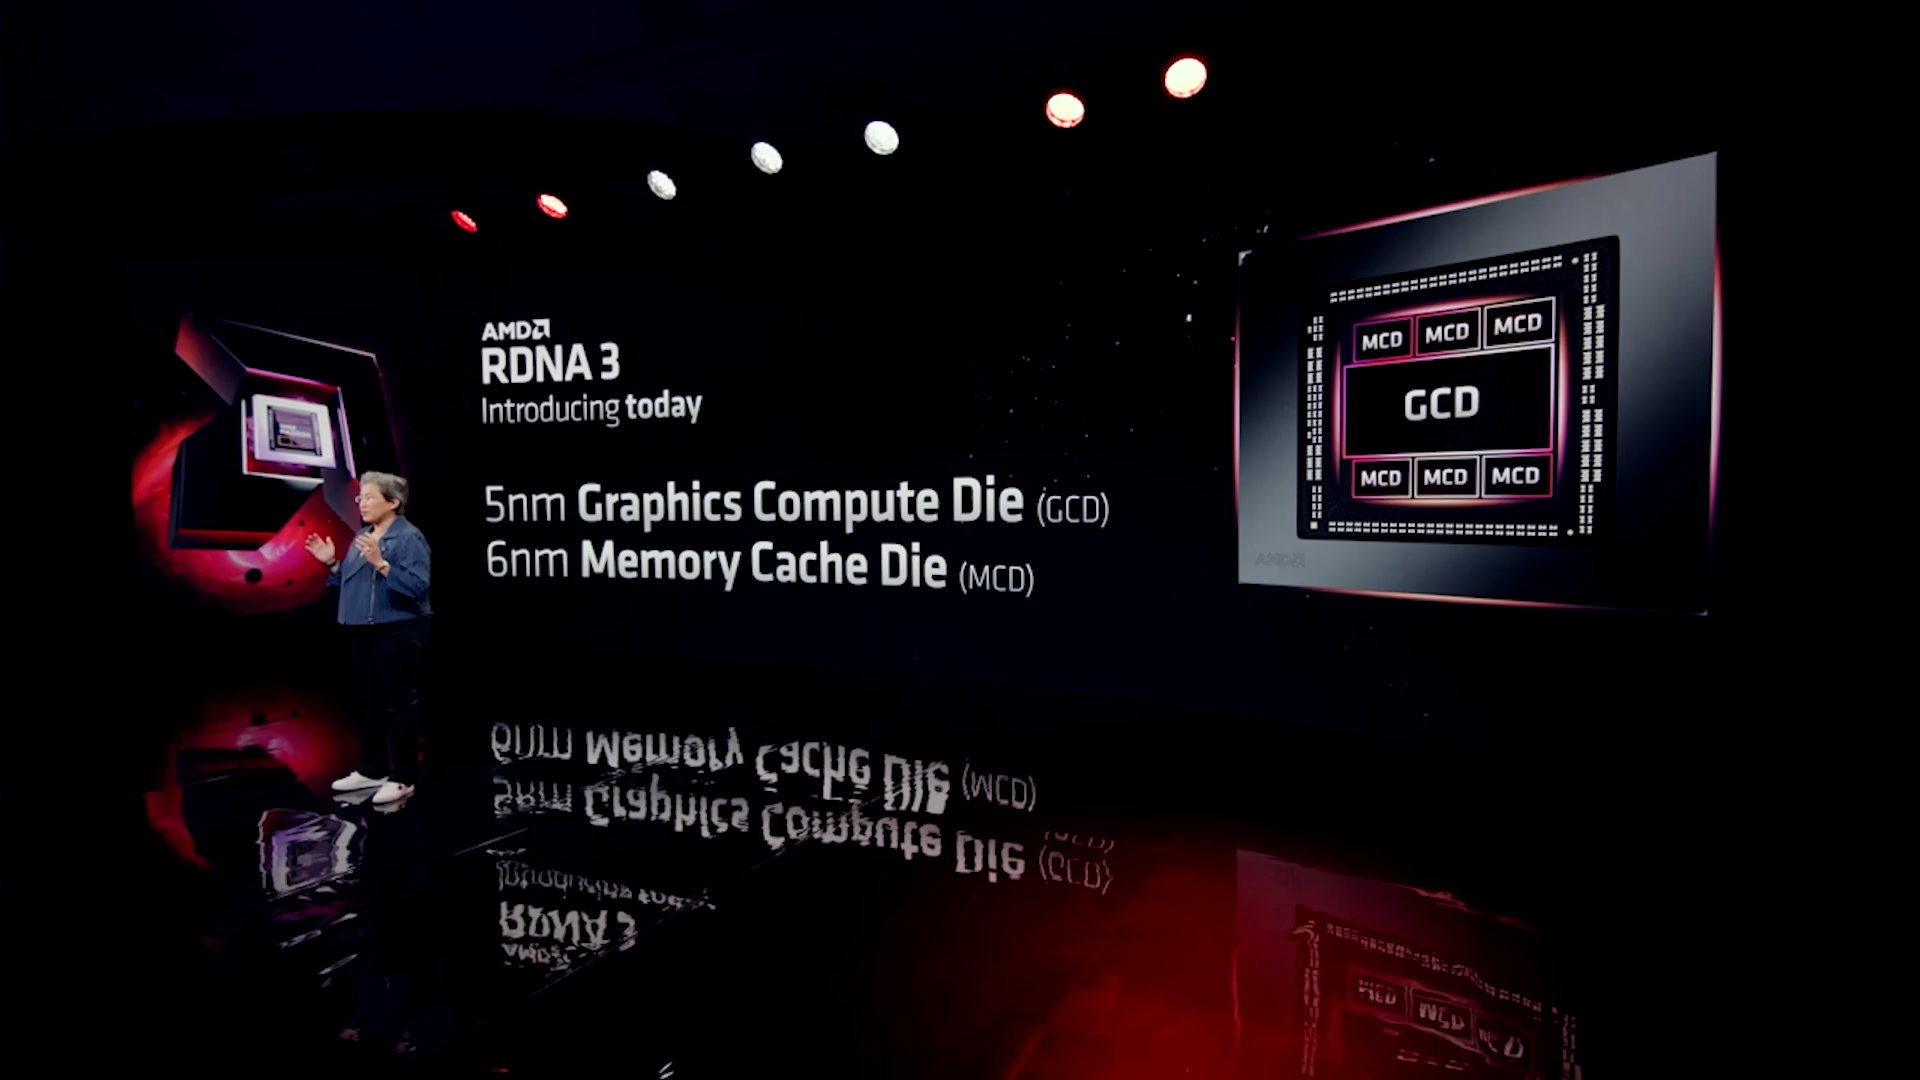 AMD
RDNA 3
Introducing today
5nm Graphics Compute Die (GCD)
6nm Memory Cache Die (MCD)
MCD MCD MCD
GCD
MCD MCD MCD
AMD